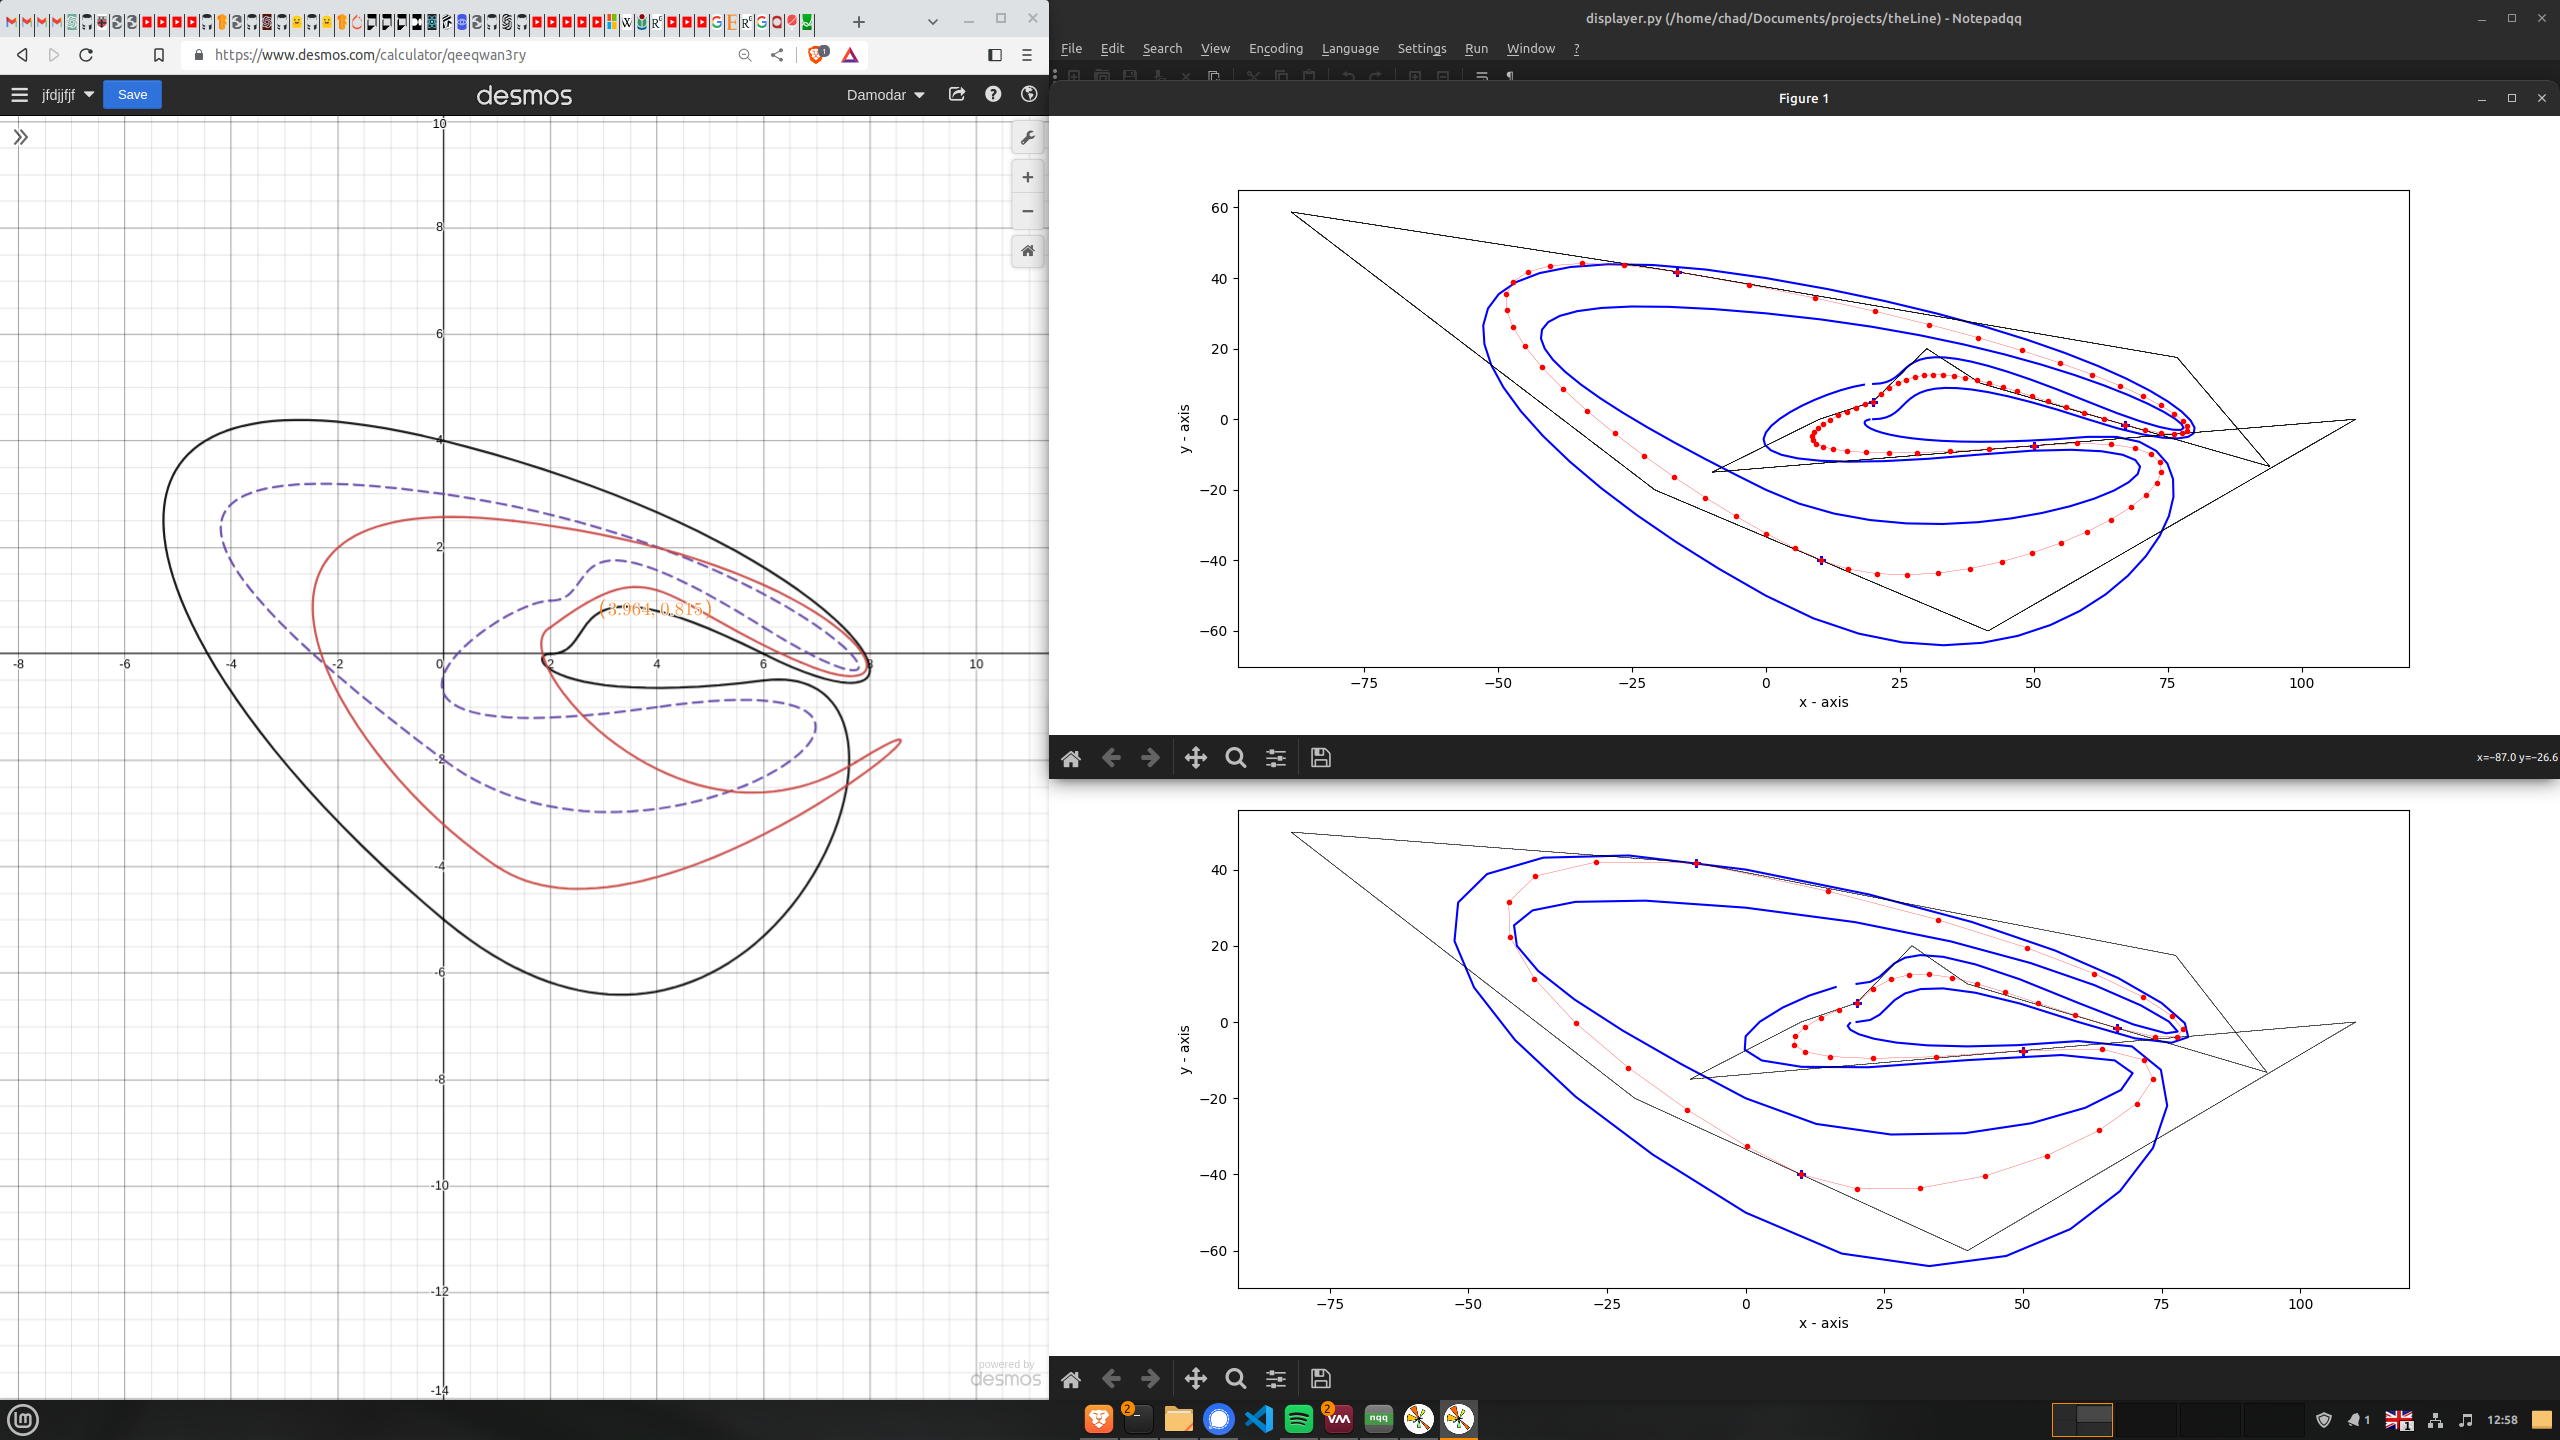 https://www.desmos.com/calculator/qeeqwan3ry
1
jfdjjfjf
Save
desmos
Damodar
10
8
6
4
2
(3.964, 0.815)
-8
-6
-4
-2
0
2
4
6
8
10
-2
-4
-6
-8
-10
-12
-14
powered by
desmos
displayer.py (/home/chad/Documents/projects/theLine) - Notepadqq
File Edit Search View Encoding Language Settings Run Window ?
Figure 1
60
40
20
0
−20
−40
−60
y - axis
−75 −50 −25 0 25 50 75 100
x - axis
x=−87.0 y=−26.6
40
20
0
−20
−40
−60
y - axis
−75 −50 −25 0 25 50 75 100
x - axis
2
2
VM
nqq
1
1
12:58